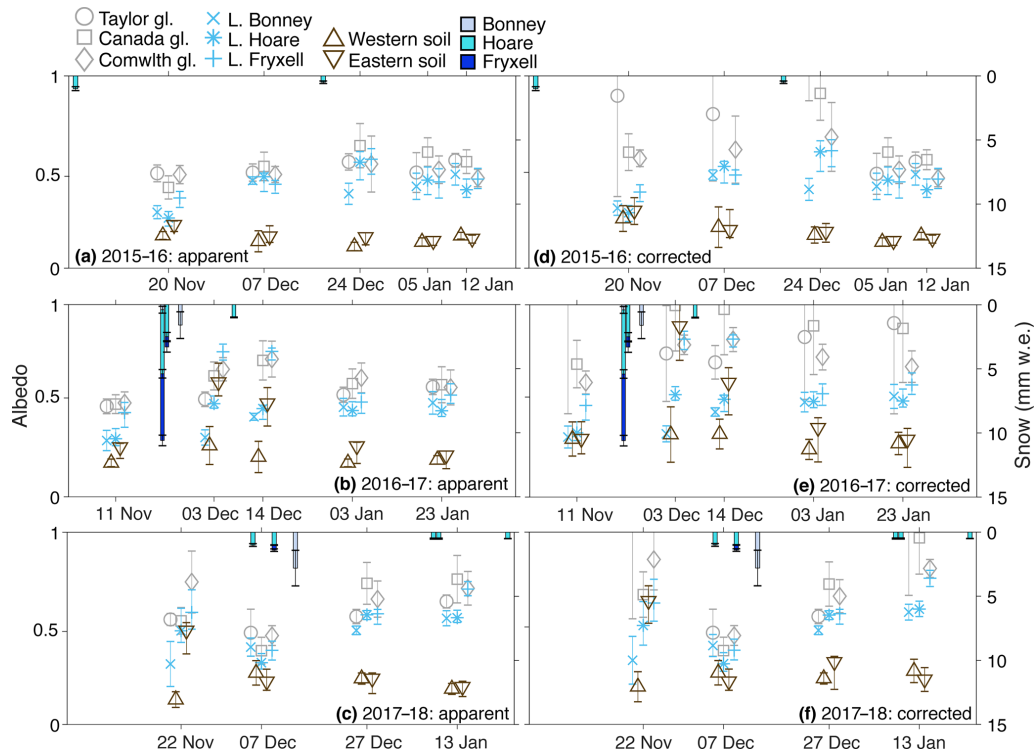 Taylor gl.
Canada gl.
Comwlth gl.
L. Bonney
L. Hoare
L. Fryxell
Western soil
Eastern soil
Bonney
Hoare
Fryxell
1
0.5
0
(a) 2015–16: apparent
20 Nov 07 Dec 24 Dec 05 Jan 12 Jan
0
5
10
15
(d) 2015–16: corrected
20 Nov 07 Dec 24 Dec 05 Jan 12 Jan
Albedo
1
0.5
0
(b) 2016–17: apparent
11 Nov 03 Dec 14 Dec 03 Jan 23 Jan
0
5
10
15
Snow (mm w.e.)
(e) 2016–17: corrected
11 Nov 03 Dec 14 Dec 03 Jan 23 Jan
1
0.5
0
(c) 2017–18: apparent
22 Nov 07 Dec 27 Dec 13 Jan
0
5
10
15
(f) 2017–18: corrected
22 Nov 07 Dec 27 Dec 13 Jan